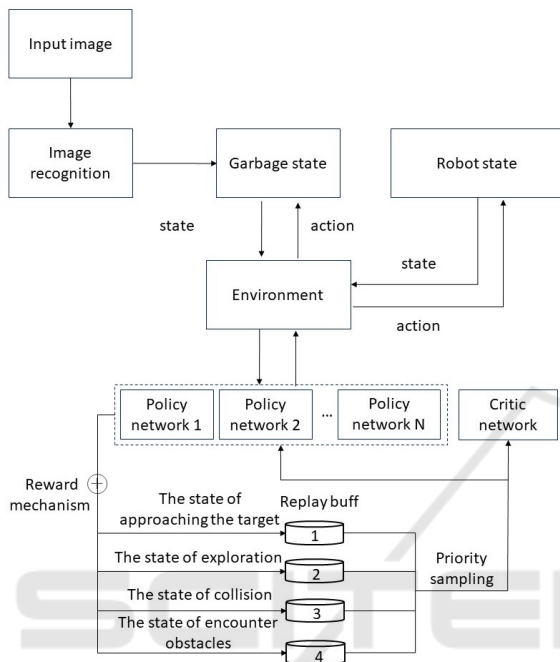 Input image
Image
recognition
Garbage state
Robot state
state
action
state
Environment
action
Policy
network 1
Policy
network 2
...
Policy
network N
Critic
network
Reward
mechanism
The state of
approaching the target
Replay buff
1
The state of exploration
2
Priority
sampling
The state of collision
3
The state of encounter
obstacles
4